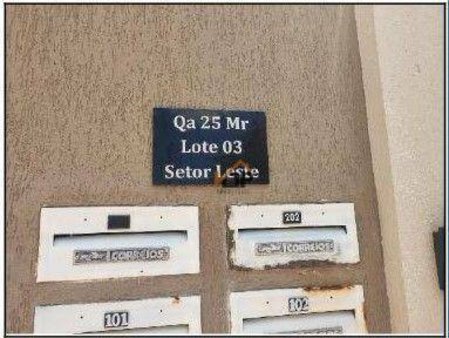 Qa 25 Mr
Lote 03
Setor Leste
202
CORREIOS
CORREIOS
101
102